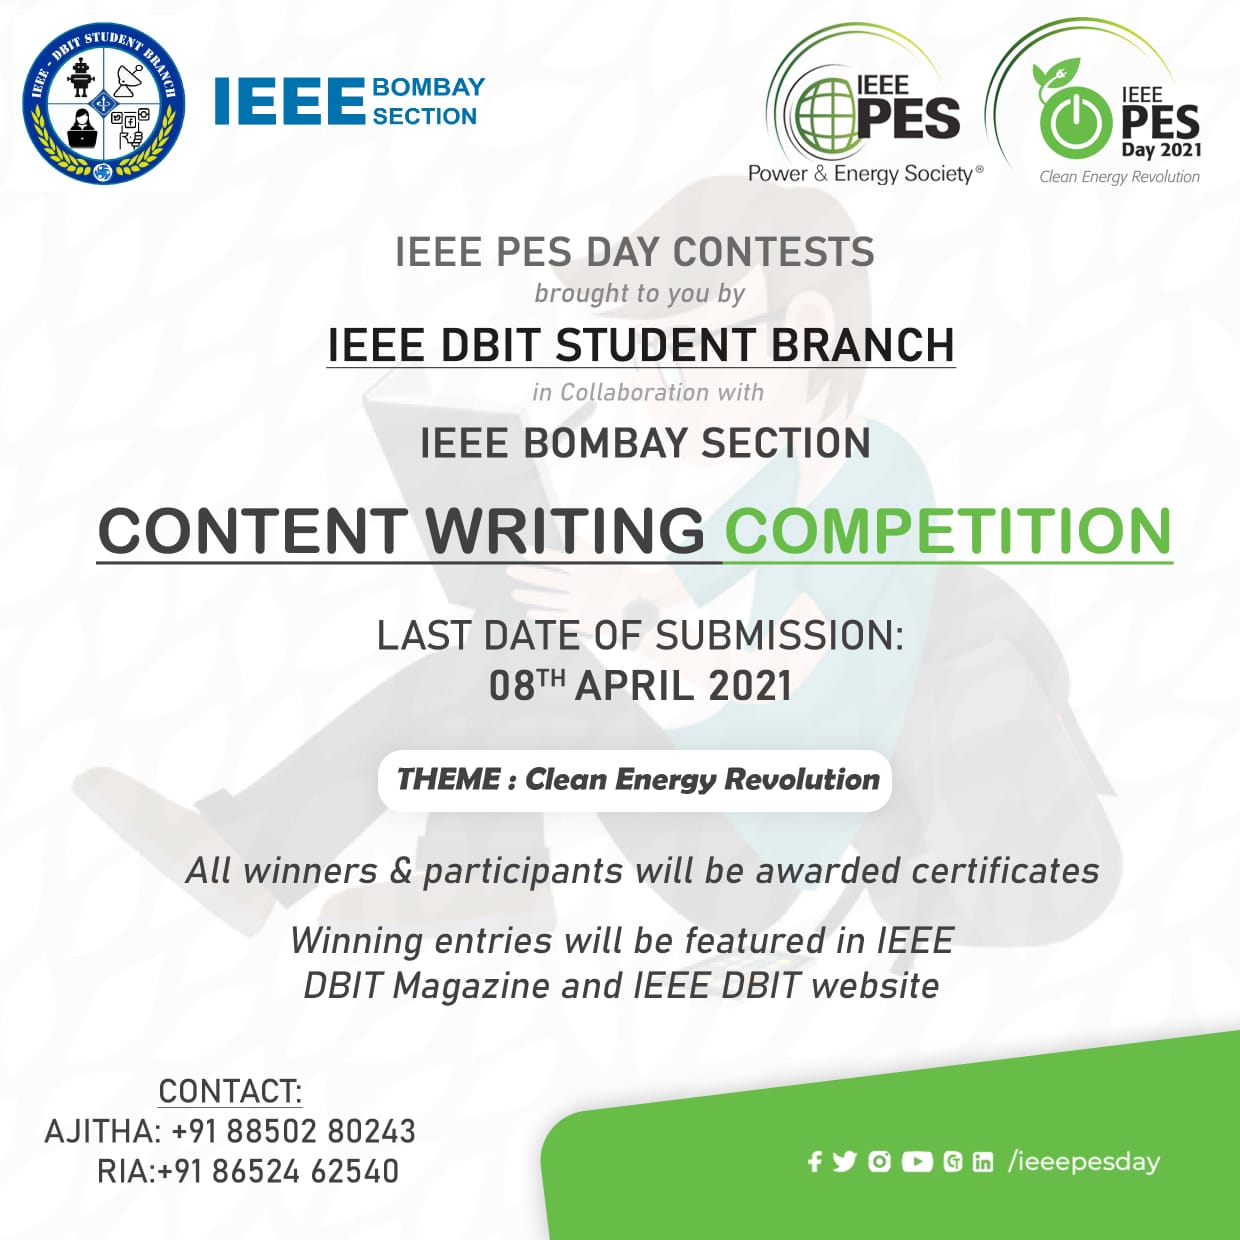 IEEE - DBIT STUDENT BRANCH
IEEE BOMBAY
SECTION
IEEE
PES
Power & Energy Society®
IEEE
PES
Day 2021
Clean Energy Revolution
IEEE PES DAY CONTESTS
brought to you by
IEEE DBIT STUDENT BRANCH
in Collaboration with
IEEE BOMBAY SECTION
CONTENT WRITING COMPETITION
LAST DATE OF SUBMISSION:
08TH APRIL 2021
THEME : Clean Energy Revolution
All winners & participants will be awarded certificates
Winning entries will be featured in IEEE
DBIT Magazine and IEEE DBIT website
CONTACT:
AJITHA: +91 88502 80243
RIA:+91 86524 62540
/ieeepesday